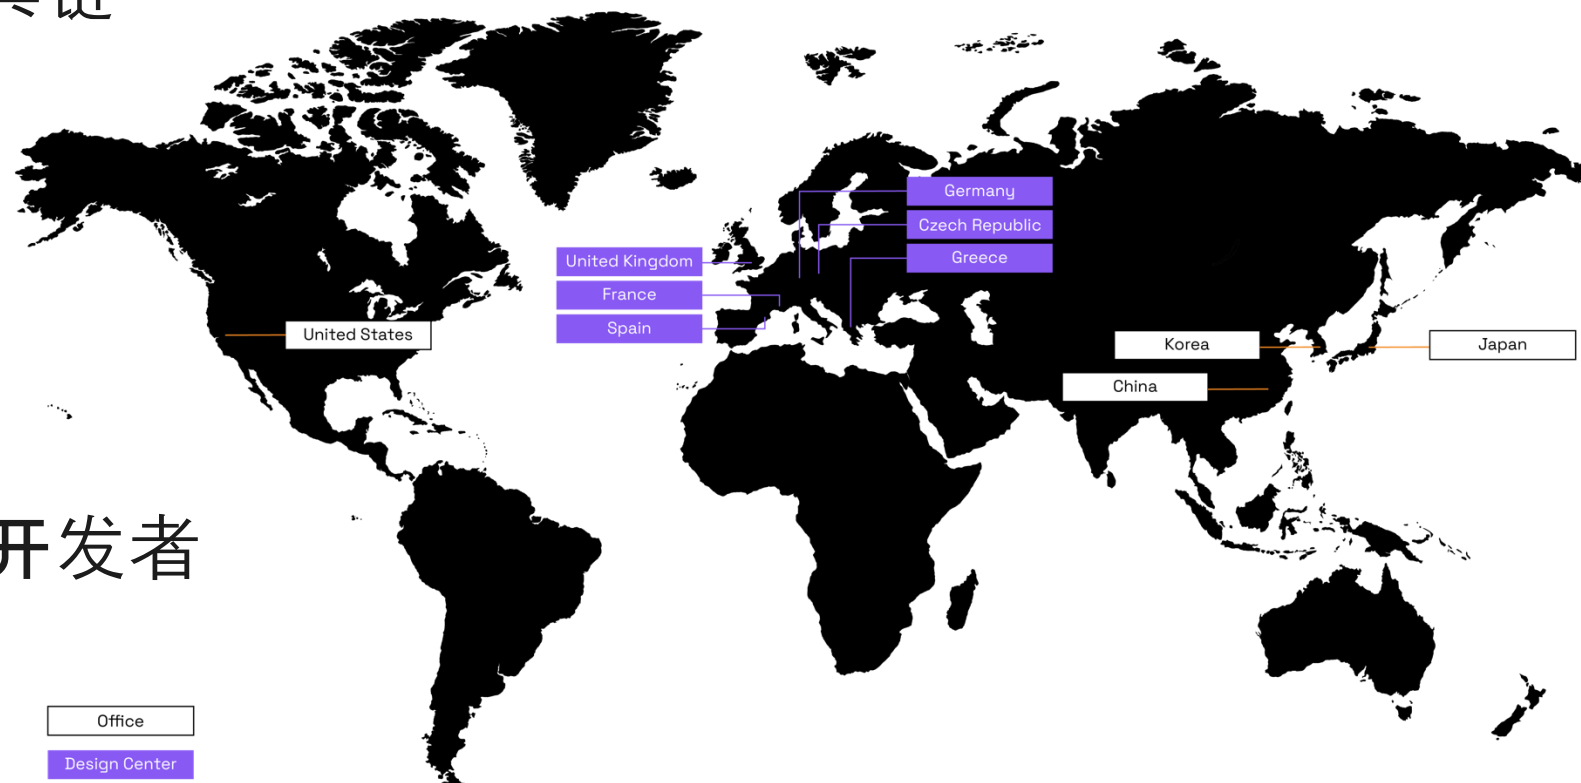 链
Germany
Czech Republic
Greece
United Kingdom
France
Spain
United States
Korea
Japan
China
开发者
Office
Design Center